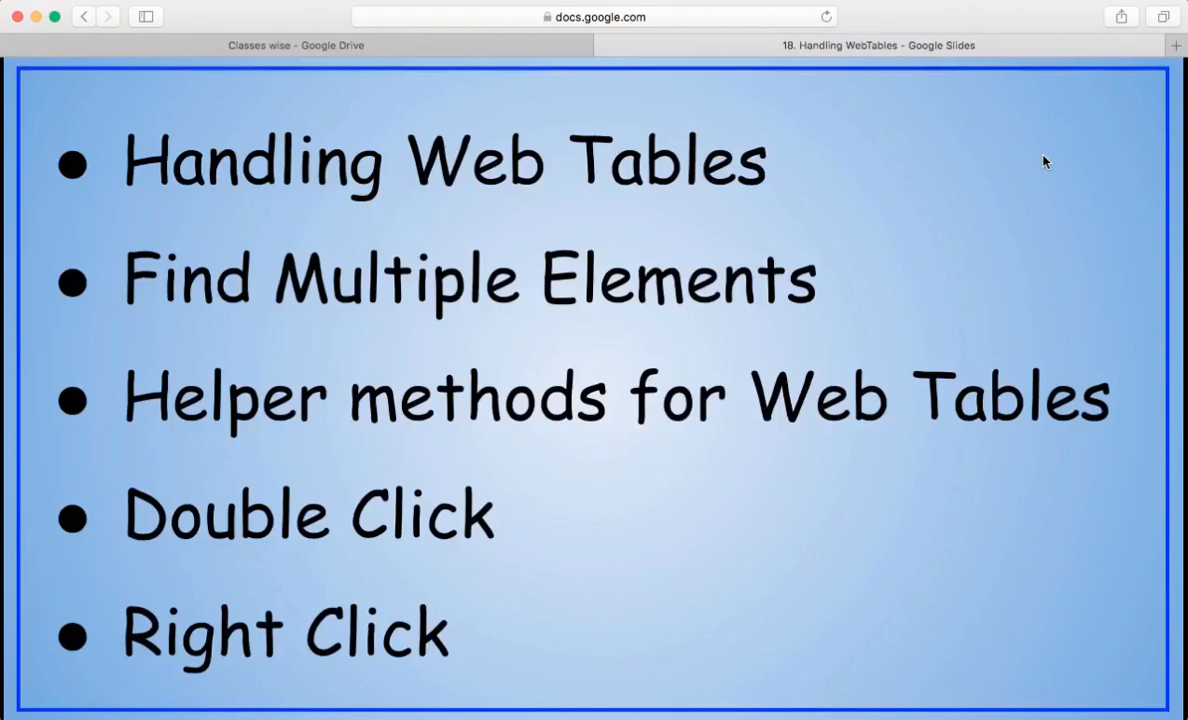 docs.google.com
Classes wise - Google Drive
18. Handling WebTables - Google Slides
● Handling Web Tables
● Find Multiple Elements
● Helper methods for Web Tables
● Double Click
● Right Click